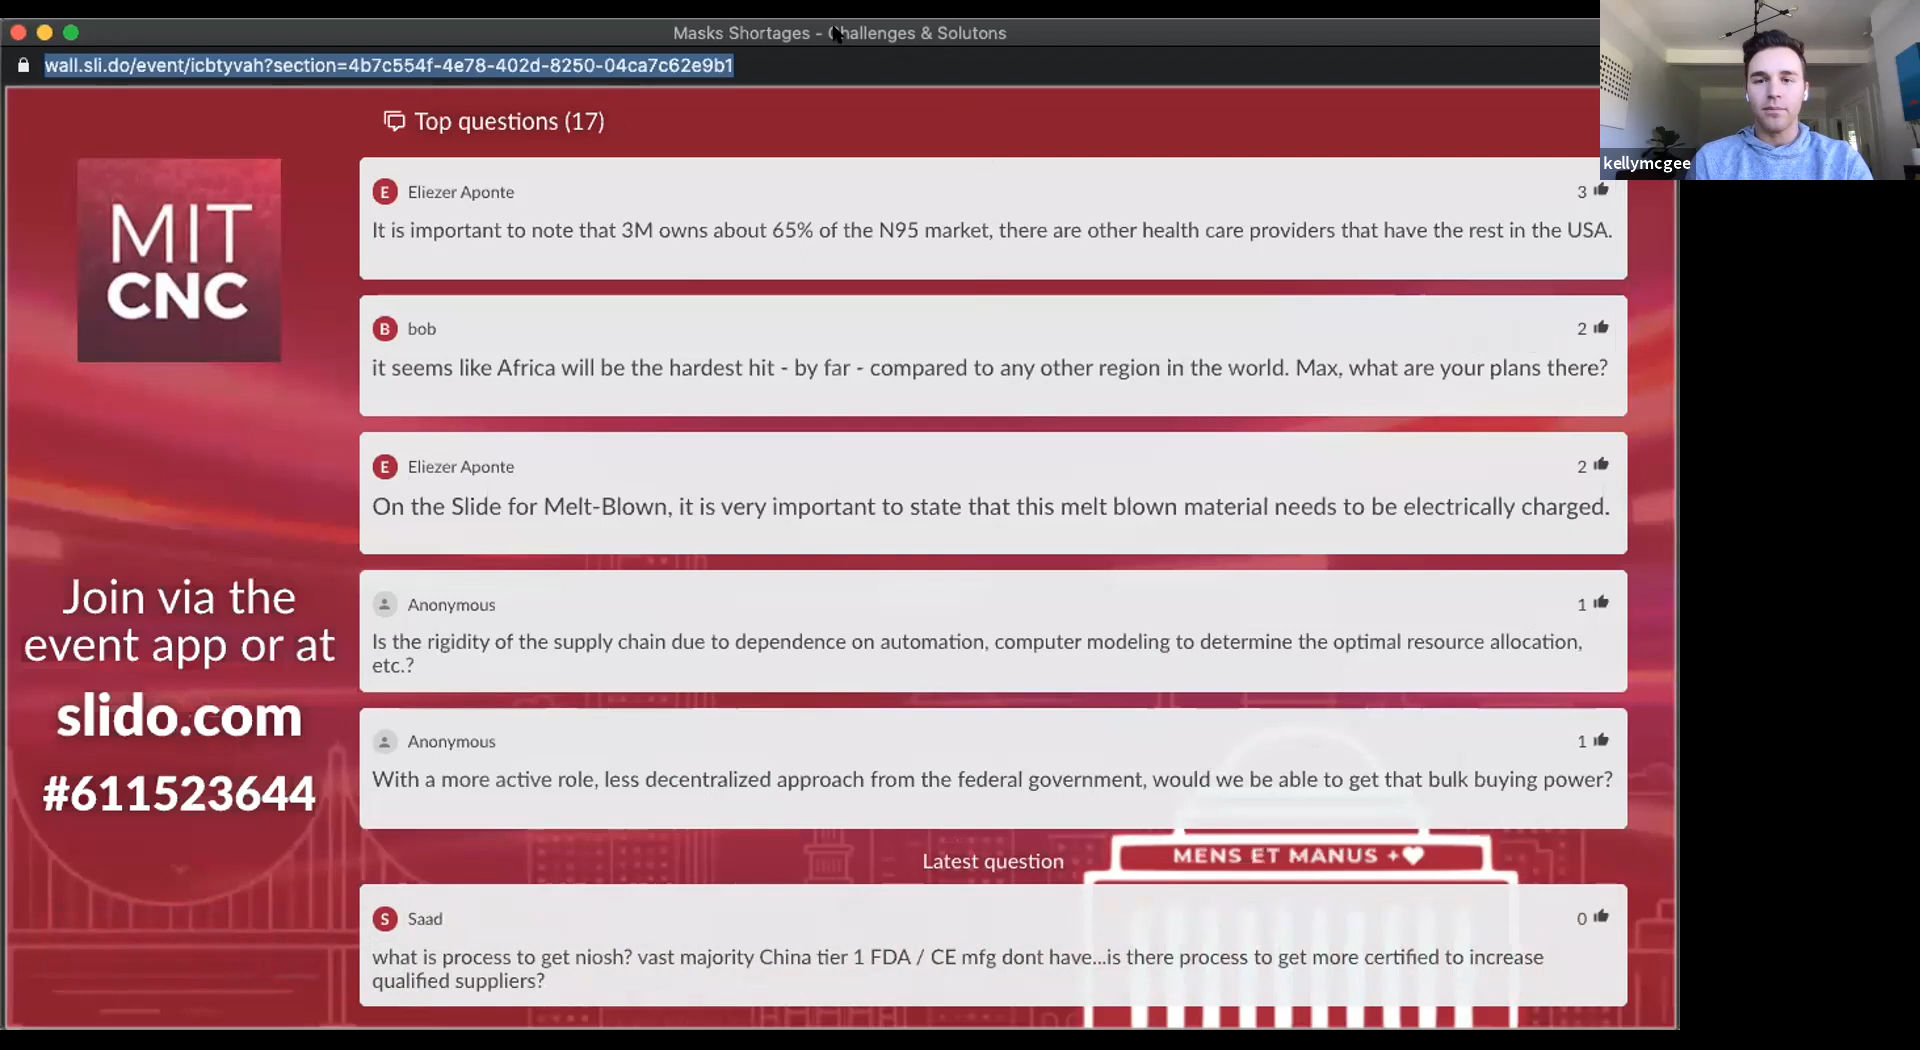 Masks Shortages - Challenges & Solutons
wall.sli.do/event/icbtyvah?section=4b7c554f-4e78-402d-8250-04ca7c62e9b1
kellymcgee
Top questions (17)
MIT
CNC
Join via the
event app or at
slido.com
#611523644
E Eliezer Aponte 3
It is important to note that 3M owns about 65% of the N95 market, there are other health care providers that have the rest in the USA.
B bob 2
it seems like Africa will be the hardest hit - by far - compared to any other region in the world. Max, what are your plans there?
E Eliezer Aponte 2
On the Slide for Melt-Blown, it is very important to state that this melt blown material needs to be electrically charged.
Anonymous 1
Is the rigidity of the supply chain due to dependence on automation, computer modeling to determine the optimal resource allocation,
etc.?
Anonymous 1
With a more active role, less decentralized approach from the federal government, would we be able to get that bulk buying power?
Latest question
MENS ET MANUS +
S Saad 0
what is process to get niosh? vast majority China tier 1 FDA / CE mfg dont have...is there process to get more certified to increase
qualified suppliers?